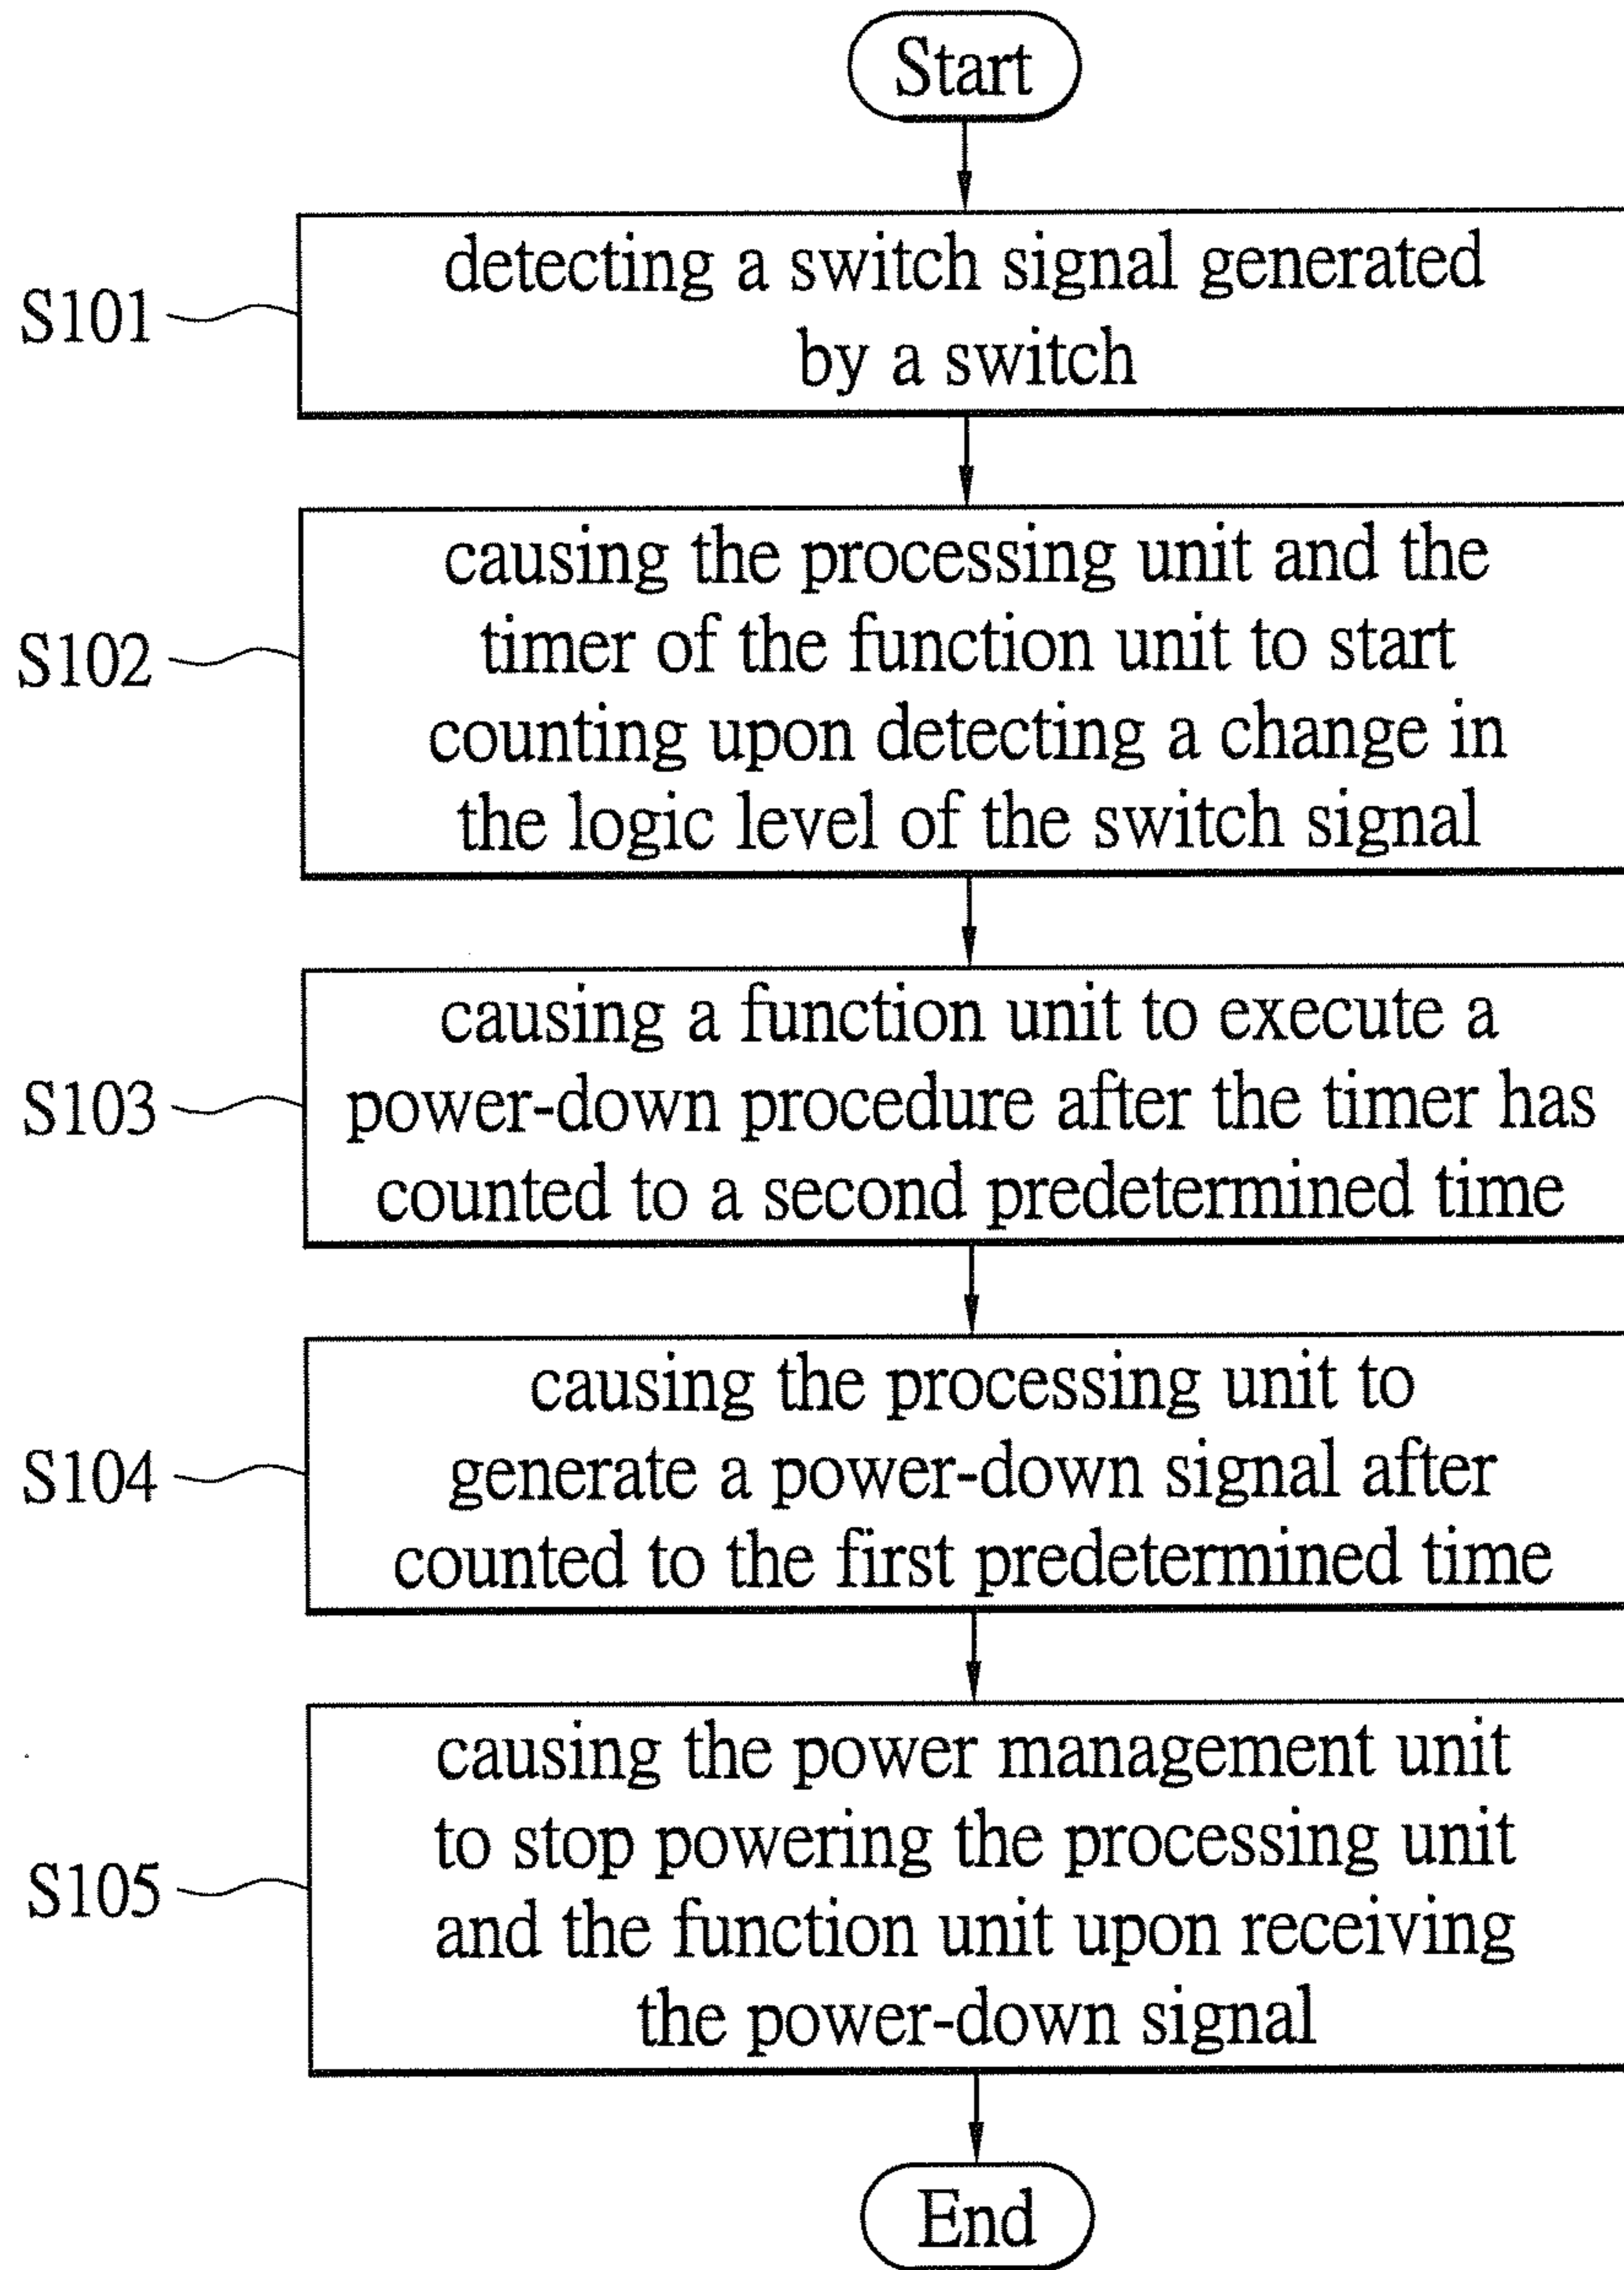 Start
S101
detecting a switch signal generated
by a switch
S102
causing the processing unit and the
timer of the function unit to start
counting upon detecting a change in
the logic level of the switch signal
S103
causing a function unit to execute a
power-down procedure after the timer has
counted to a second predetermined time
S104
causing the processing unit to
generate a power-down signal after
counted to the first predetermined time
S105
causing the power management unit
to stop powering the processing unit
and the function unit upon receiving
the power-down signal
End